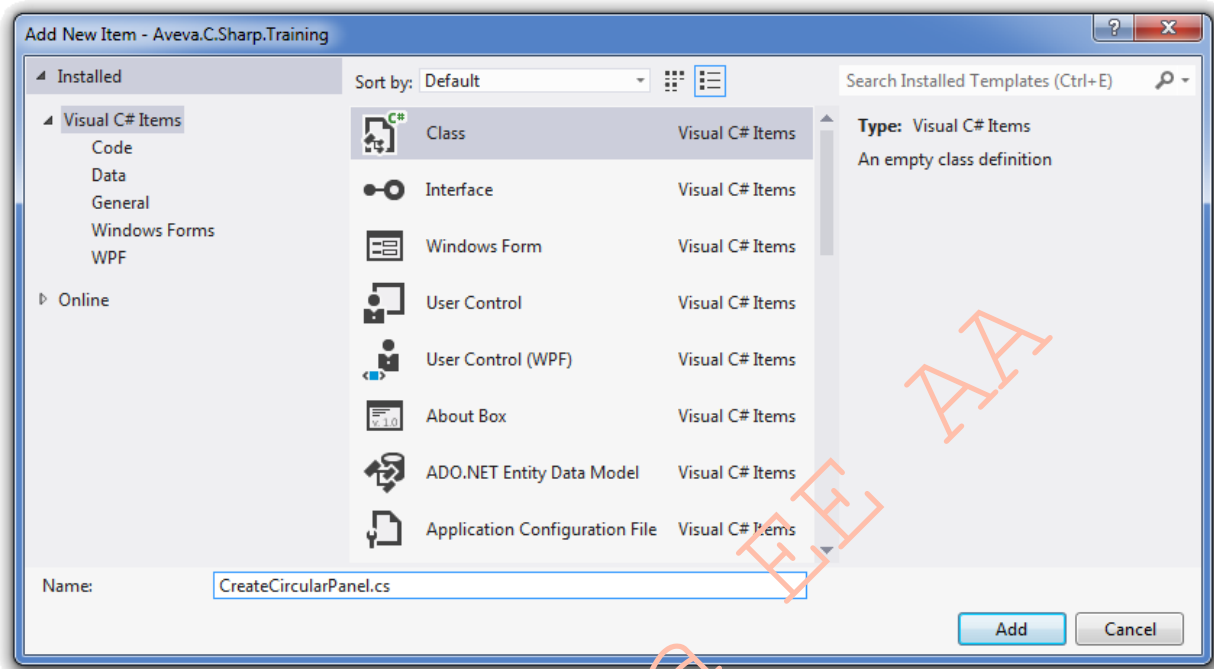 Add New Item - Aveva.C.Sharp.Training
Installed
Sort by: Default
Search Installed Templates (Ctrl+E)
Visual C# Items
Code
Data
General
Windows Forms
WPF
Online
Class Visual C# Items
Interface Visual C# Items
Windows Form Visual C# Items
User Control Visual C# Items
User Control (WPF) Visual C# Items
About Box Visual C# Items
ADO.NET Entity Data Model Visual C# Items
Application Configuration File Visual C# Items
Type: Visual C# Items
An empty class definition
Name: CreateCircularPanel.cs
Add Cancel
C#
v. 1.0
EE AA